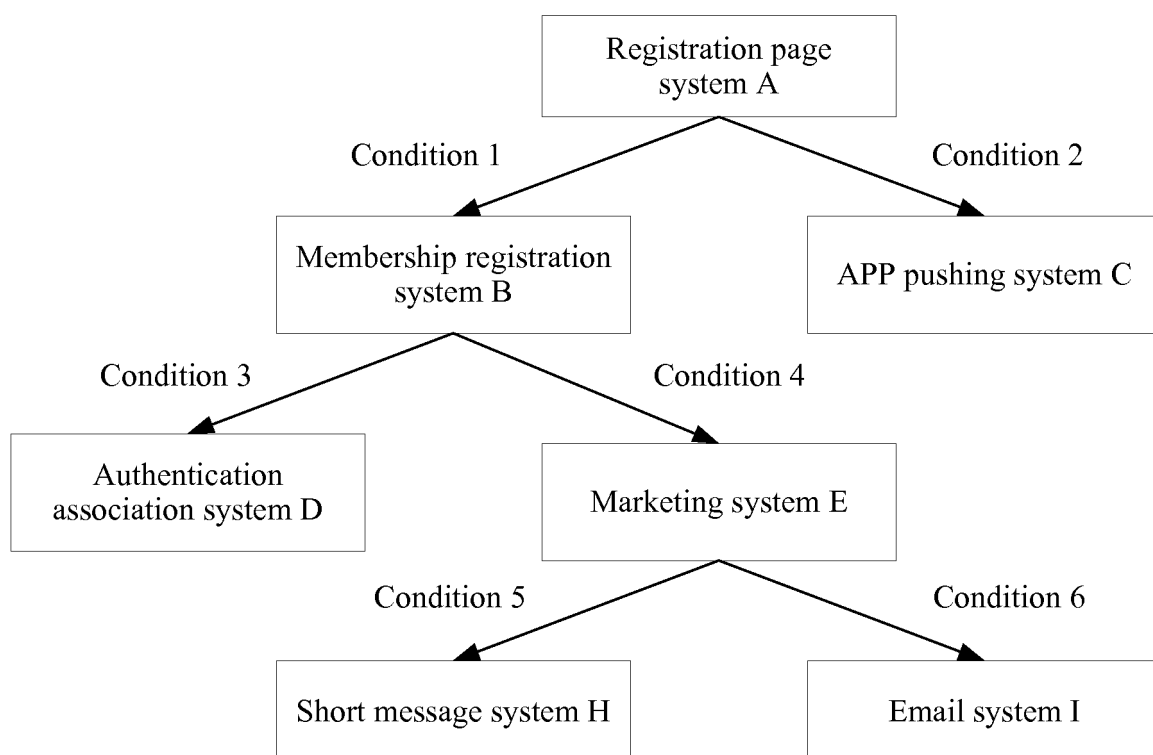 Registration page
system A
Condition 1
Condition 2
Membership registration
system B
APP pushing system C
Condition 3
Condition 4
Authentication
association system D
Marketing system E
Condition 5
Condition 6
Short message system H
Email system I